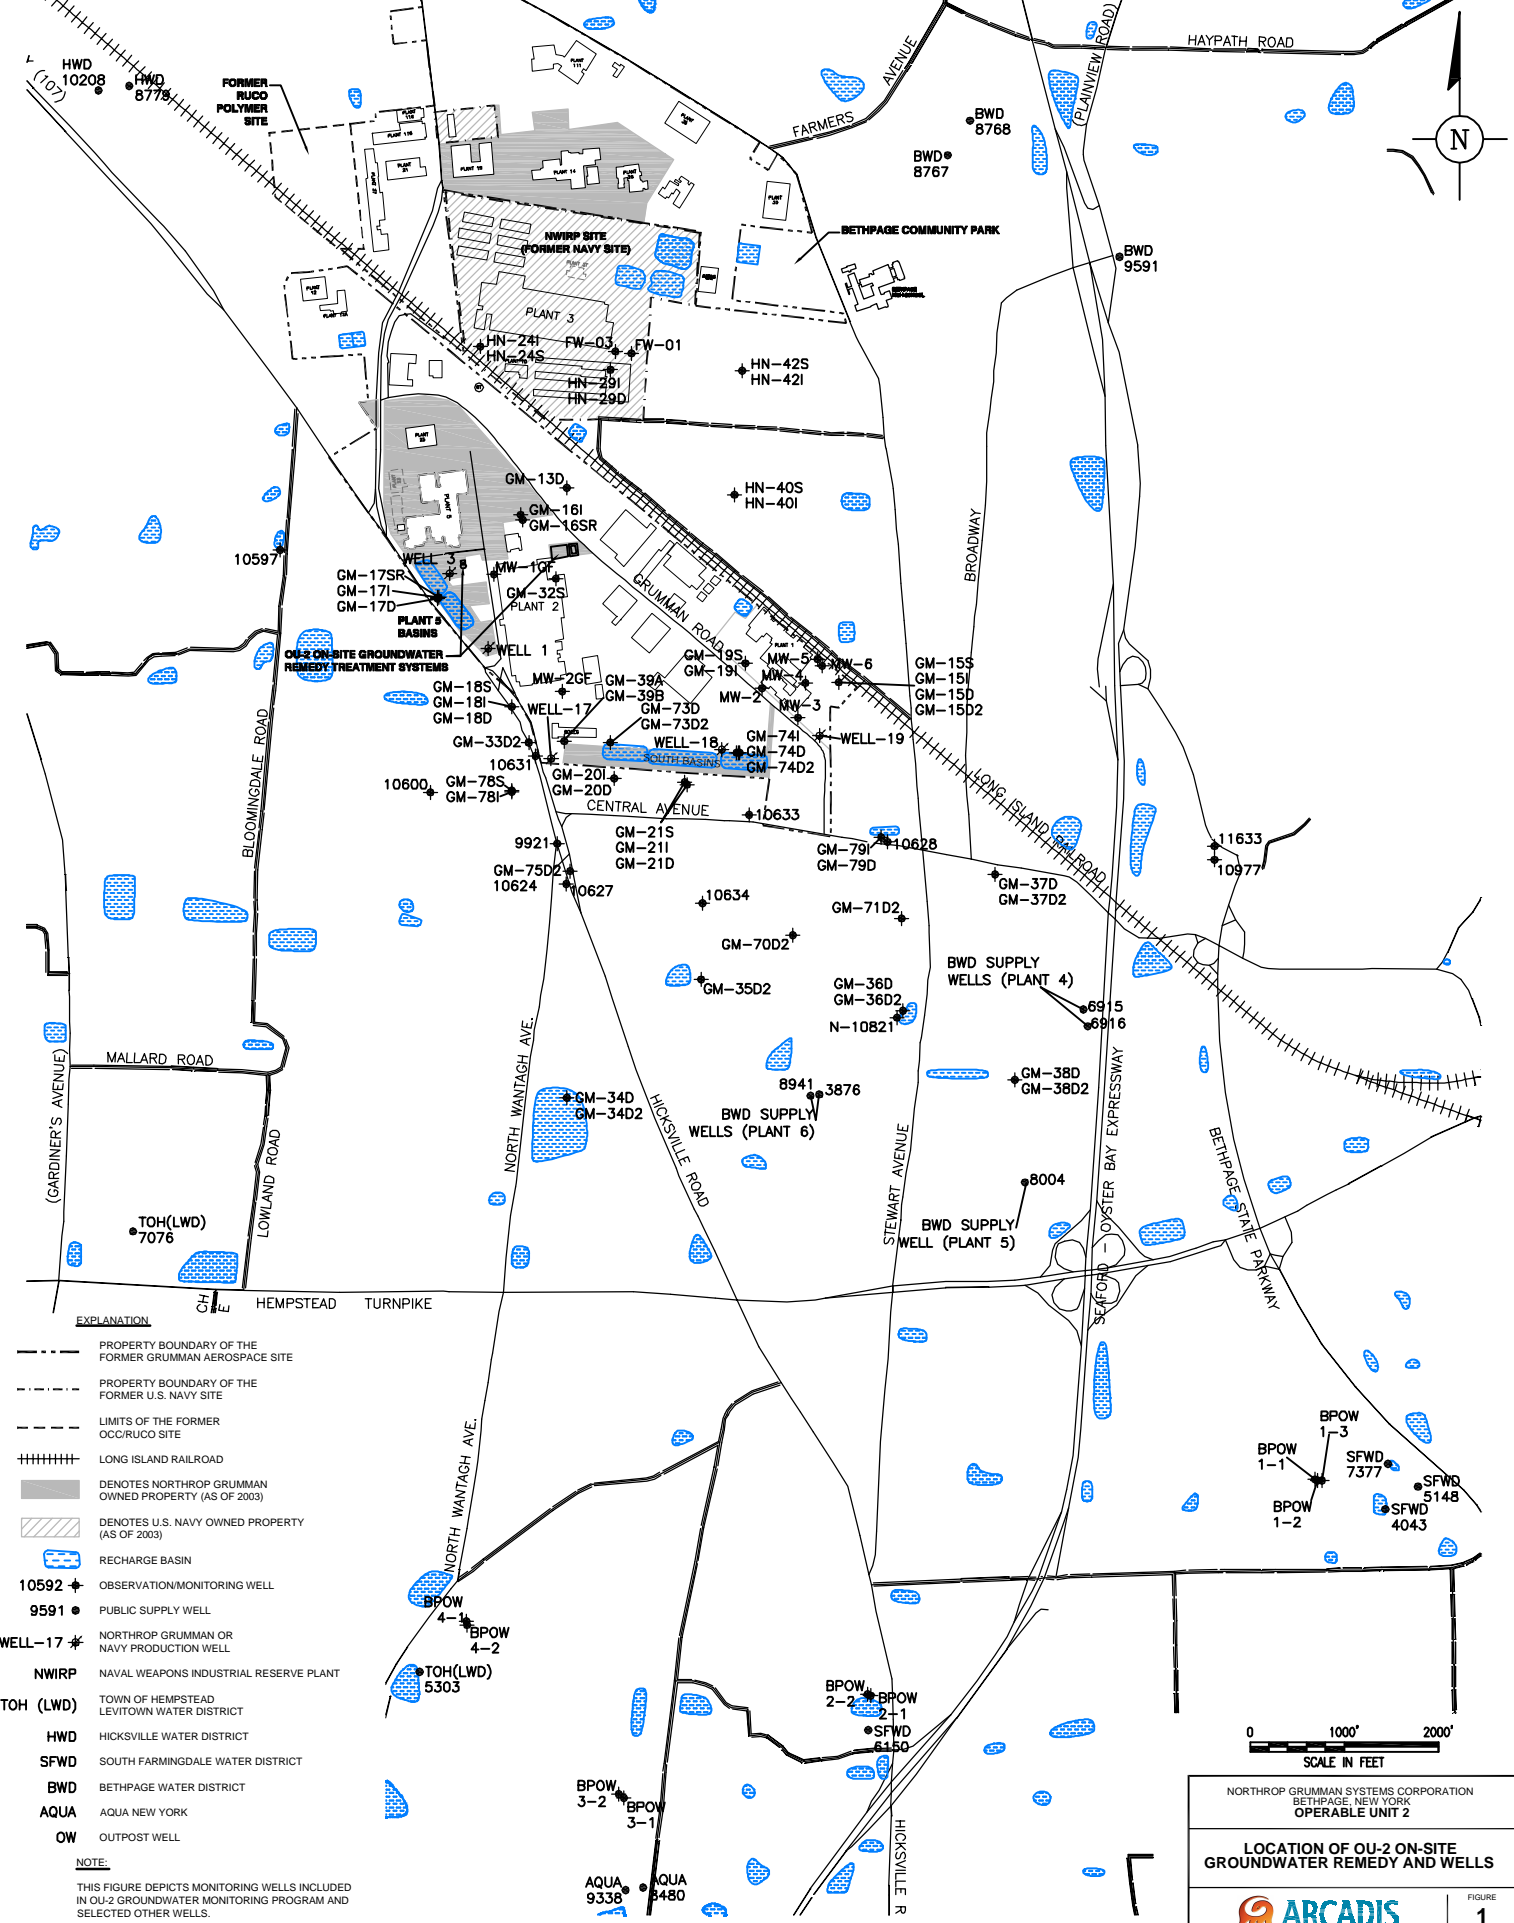 HAYPATH ROAD
(PLAINVIEW ROAD)
FARMERS
AVENUE
HWD
10208
HWD
8779
(107)
FORMER
RUCO
POLYMER
SITE
PLANT
111
BWD
8768
BWD
8767
N
PLANT 15
PLANT 14
NWIRP SITE
(FORMER NAVY SITE)
BETHPAGE COMMUNITY PARK
BWD
9591
PLANT
12
PLANT 3
HN-24I
HN-24S
FW-03
FW-01
HN-29I
HN-29D
HN-42S
HN-42I
GM-13D
HN-40S
HN-40I
GM-16I
GM-16SR
PLANT 5
BROADWAY
10597
WELL 3
GM-17SR
GM-17I
GM-17D
MW-1GF
GM-32S
PLANT 2
GRUMMAN ROAD
PLANT 5
BASINS
OU-2 ON-SITE GROUNDWATER
REMEDY TREATMENT SYSTEMS
WELL 1
PLANT 1
GM-19S
GM-19I
MW-5
MW-6
MW-4
MW-2
MW-3
GM-15S
GM-15I
GM-15D
GM-15D2
MW-2GF
GM-39A
GM-39B
GM-18S
GM-18I
GM-18D
WELL-17
GM-73D
GM-73D2
GM-33D2
WELL-18
GM-74I
GM-74D
GM-74D2
WELL-19
10631
SOUTH BASINS
BLOOMINGDALE ROAD
GM-20I
GM-20D
10600
GM-78S
GM-78I
CENTRAL AVENUE
10633
LONG ISLAND RAILROAD
GM-21S
GM-21I
GM-21D
9921
GM-79I
GM-79D
10628
11633
10977
GM-75D2
10624
10627
GM-37D
GM-37D2
10634
GM-71D2
GM-70D2
GM-35D2
BWD SUPPLY
WELLS (PLANT 4)
GM-36D
GM-36D2
N-10821
6915
6916
MALLARD ROAD
(GARDINER'S AVENUE)
NORTH WANTAGH AVE.
GM-38D
GM-38D2
8941
3876
BWD SUPPLY
WELLS (PLANT 6)
GM-34D
GM-34D2
HICKSVILLE ROAD
LOWLAND ROAD
STEWART AVENUE
SEAFORD - OYSTER BAY EXPRESSWAY
BETHPAGE STATE PARKWAY
8004
BWD SUPPLY
WELL (PLANT 5)
TOH(LWD)
7076
HEMPSTEAD TURNPIKE
EXPLANATION
PROPERTY BOUNDARY OF THE
FORMER GRUMMAN AEROSPACE SITE
PROPERTY BOUNDARY OF THE
FORMER U.S. NAVY SITE
LIMITS OF THE FORMER
OCC/RUCO SITE
LONG ISLAND RAILROAD
DENOTES NORTHROP GRUMMAN
OWNED PROPERTY (AS OF 2003)
DENOTES U.S. NAVY OWNED PROPERTY
(AS OF 2003)
RECHARGE BASIN
10592 OBSERVATION/MONITORING WELL
9591 PUBLIC SUPPLY WELL
WELL-17 NORTHROP GRUMMAN OR
NAVY PRODUCTION WELL
NWIRP NAVAL WEAPONS INDUSTRIAL RESERVE PLANT
TOH (LWD) TOWN OF HEMPSTEAD
LEVITOWN WATER DISTRICT
HWD HICKSVILLE WATER DISTRICT
SFWD SOUTH FARMINGDALE WATER DISTRICT
BWD BETHPAGE WATER DISTRICT
AQUA AQUA NEW YORK
OW OUTPOST WELL
NOTE:
THIS FIGURE DEPICTS MONITORING WELLS INCLUDED
IN OU-2 GROUNDWATER MONITORING PROGRAM AND
SELECTED OTHER WELLS.
NORTH WANTAGH AVE.
BPOW
1-3
BPOW
1-1
BPOW
1-2
SFWD
7377
SFWD
5148
SFWD
4043
BPOW
4-1
BPOW
4-2
TOH(LWD)
5303
BPOW
2-2
BPOW
2-1
SFWD
6150
BPOW
3-2
BPOW
3-1
AQUA
9338
AQUA
8480
HICKSVILLE R
0 1000' 2000'
SCALE IN FEET
NORTHROP GRUMMAN SYSTEMS CORPORATION
BETHPAGE, NEW YORK
OPERABLE UNIT 2
LOCATION OF OU-2 ON-SITE
GROUNDWATER REMEDY AND WELLS
ARCADIS
FIGURE
1